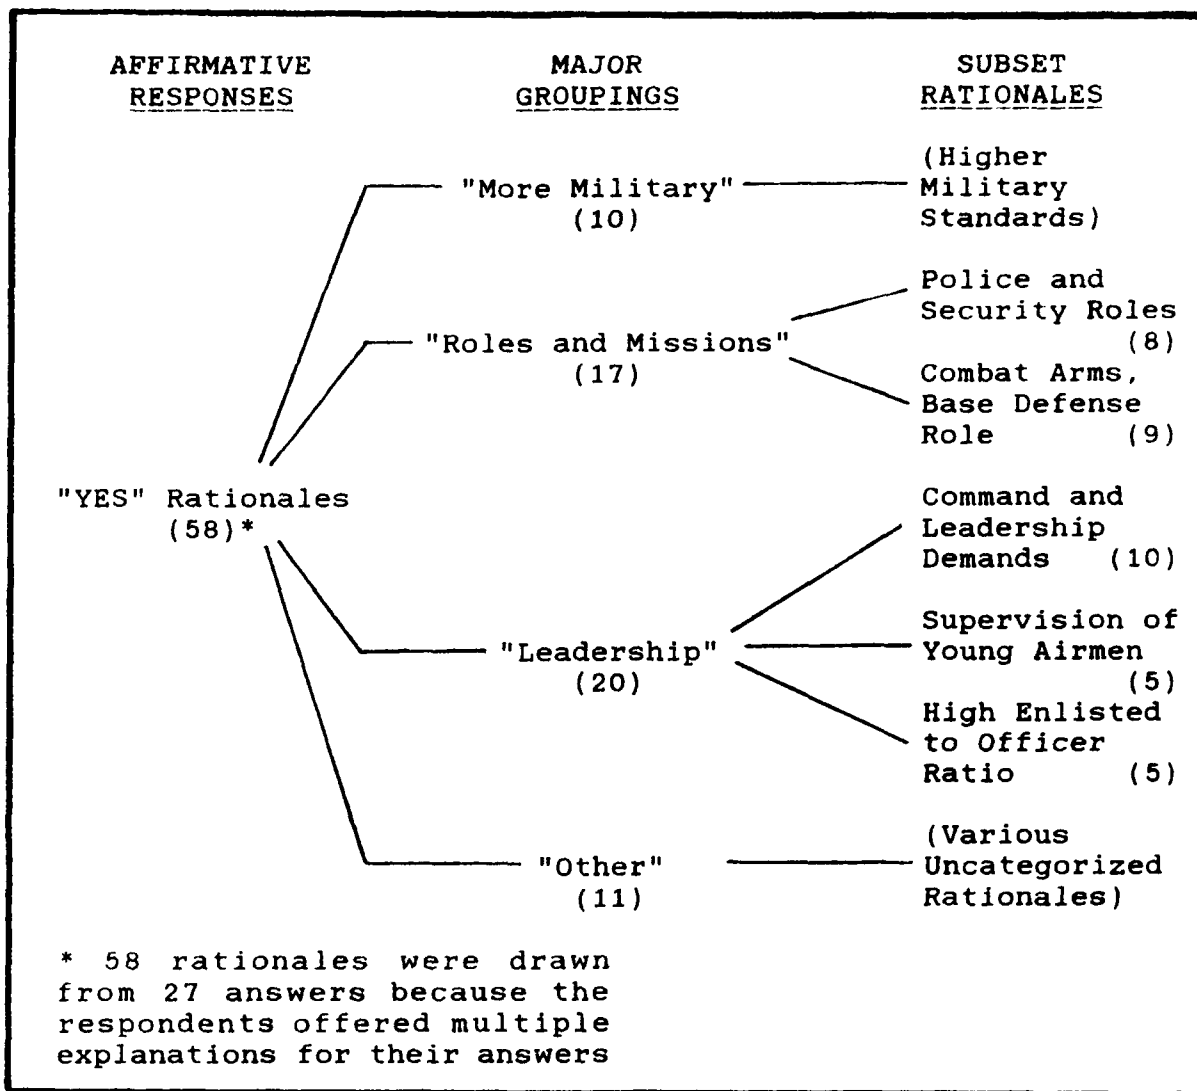 AFFIRMATIVE
RESPONSES
MAJOR
GROUPINGS
SUBSET
RATIONALES
"More Military"
(10)
(Higher
Military
Standards)
"Roles and Missions"
(17)
Police and
Security Roles
(8)
Combat Arms,
Base Defense
Role (9)
"YES" Rationales
(58)*
"Leadership"
(20)
Command and
Leadership
Demands (10)
Supervision of
Young Airmen
(5)
High Enlisted
to Officer
Ratio (5)
"Other"
(11)
(Various
Uncategorized
Rationales)
* 58 rationales were drawn
from 27 answers because the
respondents offered multiple
explanations for their answers